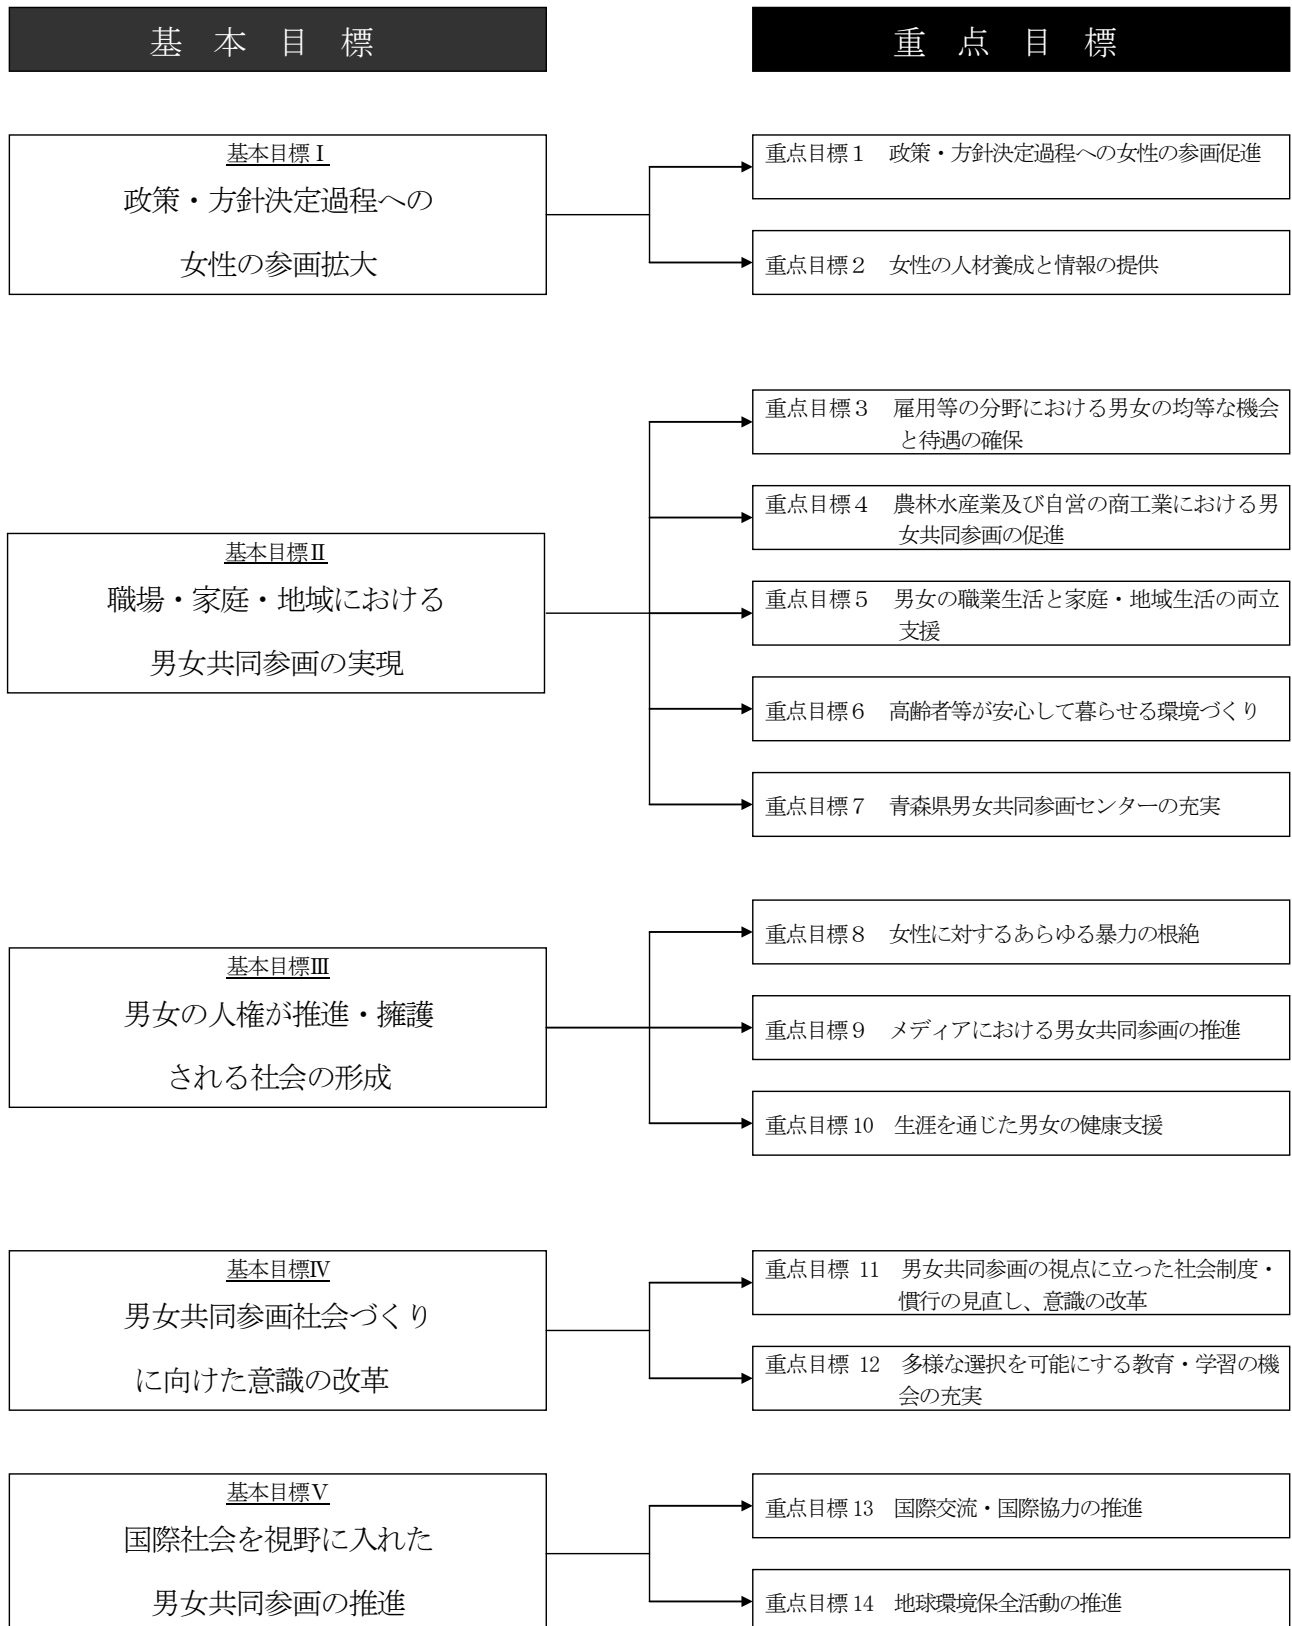 基本目標
重点目標
基本目標Ⅰ
政策・方針決定過程への
女性の参画拡大
重点目標１　政策・方針決定過程への女性の参画促進
重点目標２　女性の人材養成と情報の提供
基本目標Ⅱ
職場・家庭・地域における
男女共同参画の実現
重点目標３　雇用等の分野における男女の均等な機会
と待遇の確保
重点目標４　農林水産業及び自営の商工業における男
女共同参画の促進
重点目標５　男女の職業生活と家庭・地域生活の両立
支援
重点目標６　高齢者等が安心して暮らせる環境づくり
重点目標７　青森県男女共同参画センターの充実
基本目標Ⅲ
男女の人権が推進・擁護
される社会の形成
重点目標８　女性に対するあらゆる暴力の根絶
重点目標９　メディアにおける男女共同参画の推進
重点目標10　生涯を通じた男女の健康支援
基本目標Ⅳ
男女共同参画社会づくり
に向けた意識の改革
重点目標 11　男女共同参画の視点に立った社会制度・
慣行の見直し、意識の改革
重点目標 12　多様な選択を可能にする教育・学習の機
会の充実
基本目標Ⅴ
国際社会を視野に入れた
男女共同参画の推進
重点目標13　国際交流・国際協力の推進
重点目標14　地球環境保全活動の推進